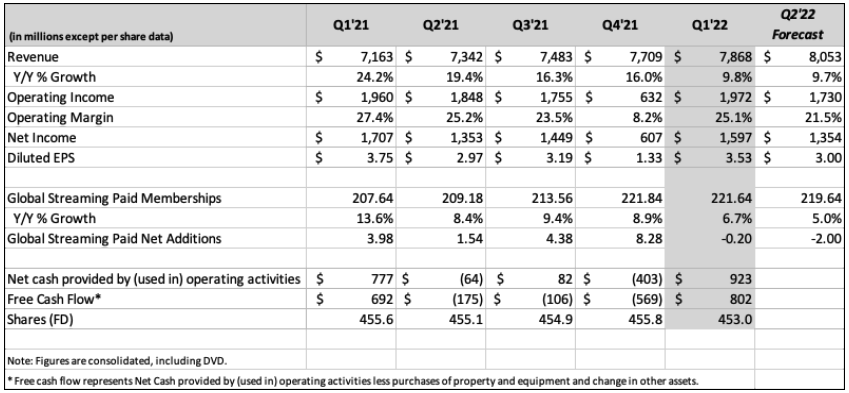 Q2'22
Q1'21 Q2'21 Q3'21 Q4'21 Q1'22 Forecast
(in millions except per share data)
Revenue $ 7,163 $ 7,342 $ 7,483 $ 7,709 $ 7,868 $ 8,053
Y/Y % Growth 24.2% 19.4% 16.3% 16.0% 9.8% 9.7%
Operating Income $ 1,960 $ 1,848 $ 1,755 $ 632 $ 1,972 $ 1,730
Operating Margin 27.4% 25.2% 23.5% 8.2% 25.1% 21.5%
Net Income $ 1,707 $ 1,353 $ 1,449 $ 607 $ 1,597 $ 1,354
Diluted EPS $ 3.75 $ 2.97 $ 3.19 $ 1.33 $ 3.53 $ 3.00
Global Streaming Paid Memberships 207.64 209.18 213.56 221.84 221.64 219.64
Y/Y % Growth 13.6% 8.4% 9.4% 8.9% 6.7% 5.0%
Global Streaming Paid Net Additions 3.98 1.54 4.38 8.28 -0.20 -2.00
Net cash provided by (used in) operating activities $ 777 $ (64) $ 82 $ (403) $ 923
Free Cash Flow* $ 692 $ (175) $ (106) $ (569) $ 802
Shares (FD) 455.6 455.1 454.9 455.8 453.0
Note: Figures are consolidated, including DVD.
* Free cash flow represents Net Cash provided by (used in) operating activities less purchases of property and equipment and change in other assets.